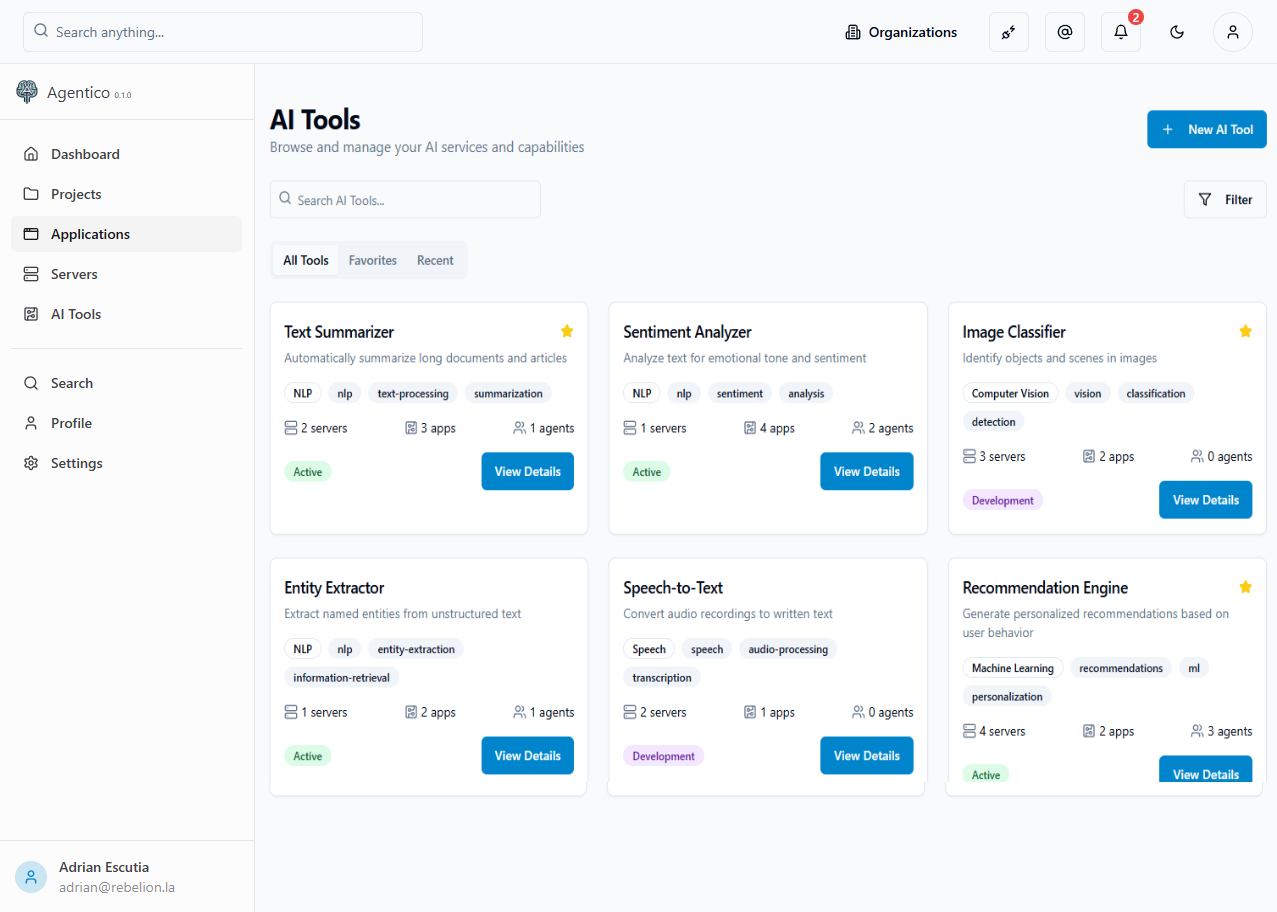 Search anything...
Organizations
2
Agentico 0.1.0
Dashboard
Projects
Applications
Servers
AI Tools
Search
Profile
Settings
Adrian Escutia
adrian@rebelion.la
AI Tools
Browse and manage your AI services and capabilities
New AI Tool
Search AI Tools...
Filter
All Tools Favorites Recent
Text Summarizer
Automatically summarize long documents and articles
NLP nlp text-processing summarization
2 servers 3 apps 1 agents
Active View Details
Sentiment Analyzer
Analyze text for emotional tone and sentiment
NLP nlp sentiment analysis
1 servers 4 apps 2 agents
Active View Details
Image Classifier
Identify objects and scenes in images
Computer Vision vision classification
detection
3 servers 2 apps 0 agents
Development View Details
Entity Extractor
Extract named entities from unstructured text
NLP nlp entity-extraction
information-retrieval
1 servers 2 apps 1 agents
Active View Details
Speech-to-Text
Convert audio recordings to written text
Speech speech audio-processing
transcription
2 servers 1 apps 0 agents
Development View Details
Recommendation Engine
Generate personalized recommendations based on
user behavior
Machine Learning recommendations ml
personalization
4 servers 2 apps 3 agents
Active View Details